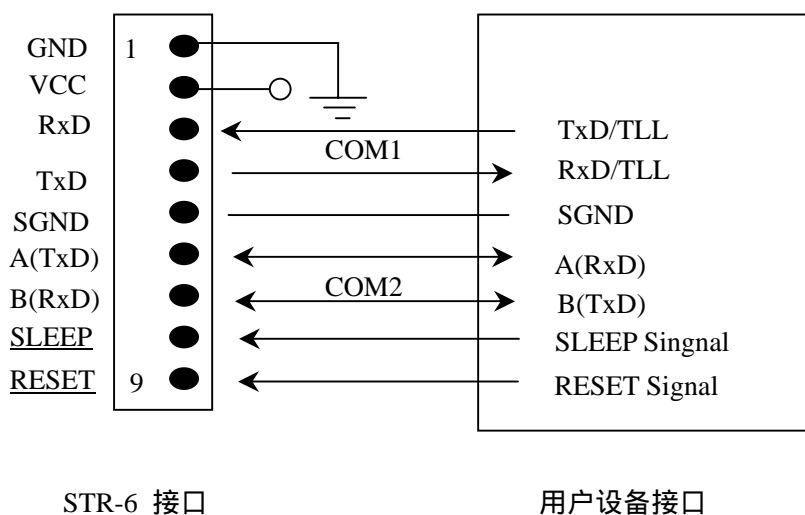 GND 1
VCC
RxD TxD/TLL
COM1
TxD RxD/TLL
SGND SGND
A(TxD) A(RxD)
COM2
B(RxD) B(TxD)
SLEEP SLEEP Singnal
RESET 9 RESET Signal
STR-6 接口 用户设备接口